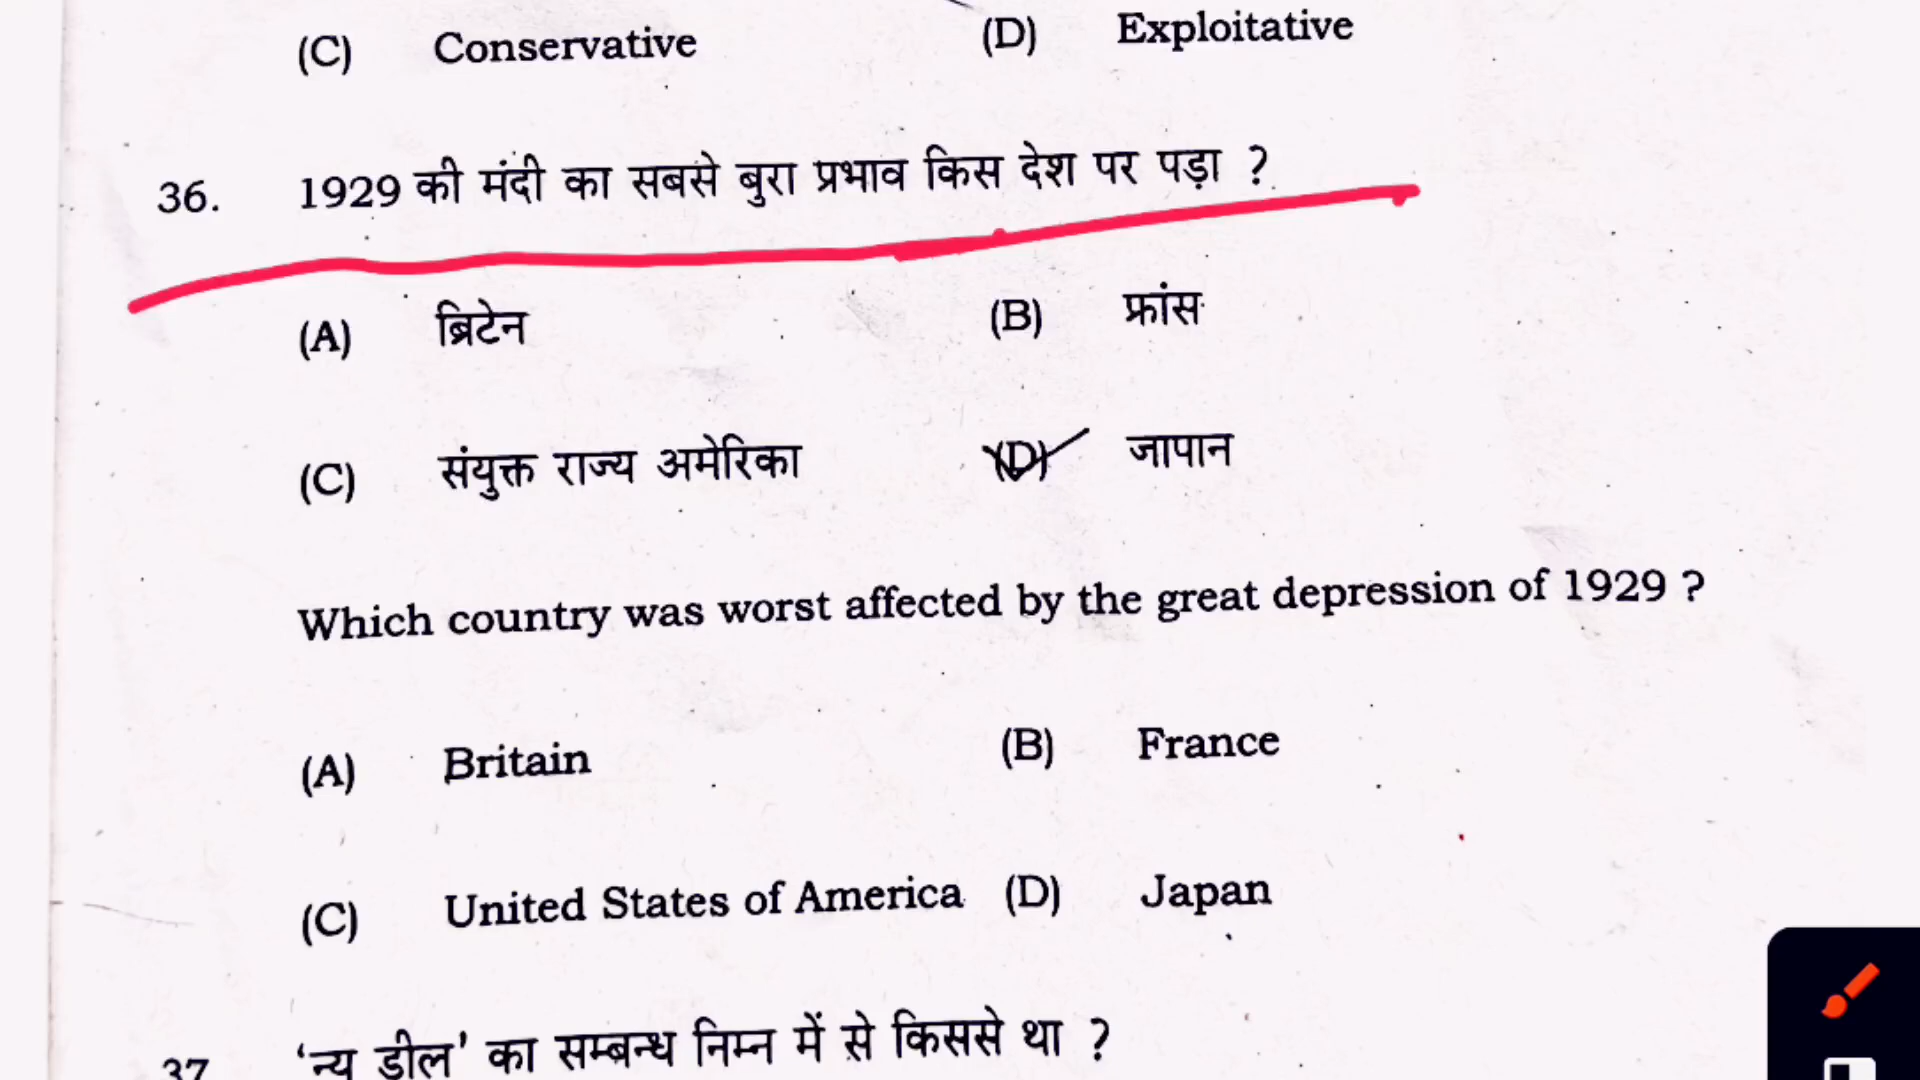 (C) Conservative (D) Exploitative
36. 1929 की मंदी का सबसे बुरा प्रभाव किस देश पर पड़ा ?
(A) ब्रिटेन (B) फ्रांस
(C) संयुक्त राज्य अमेरिका (D) जापान
Which country was worst affected by the great depression of 1929 ?
(A) Britain (B) France
(C) United States of America (D) Japan
37 ‘न्यू डील’ का सम्बन्ध निम्न में से किससे था ?